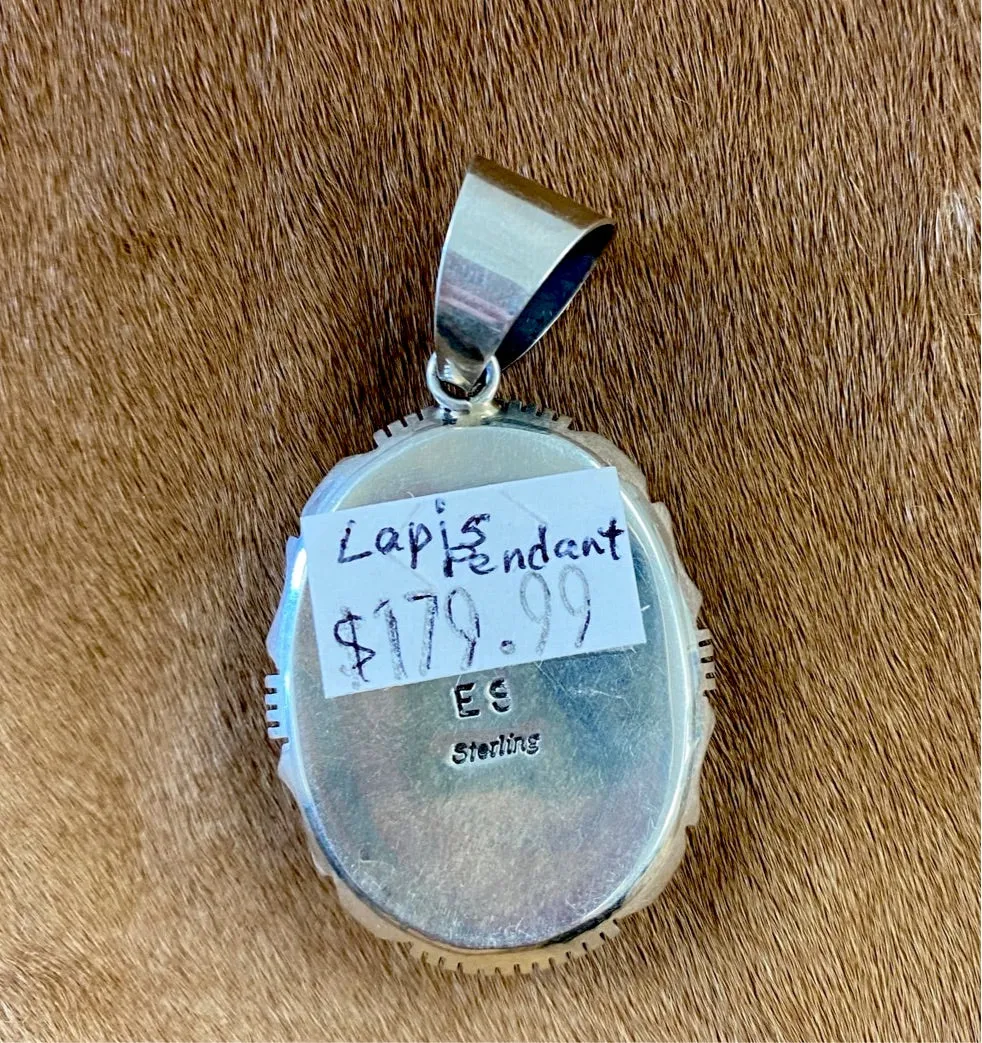 Lapis
Pendant
$179.99
ES
Sterling